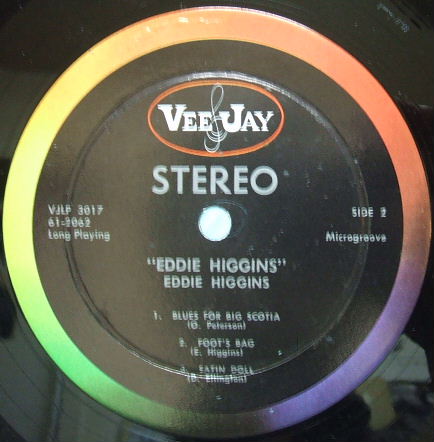 VEE JAY
STEREO
VJLP 3017
61-2062
Long Playing
SIDE 2
Microgroove
"EDDIE HIGGINS"
EDDIE HIGGINS
1. BLUES FOR BIG SCOTIA
(O. Peterson)
2. FOOT'S BAG
(E. Higgins)
3. SATIN DOLL
(D. Ellington)